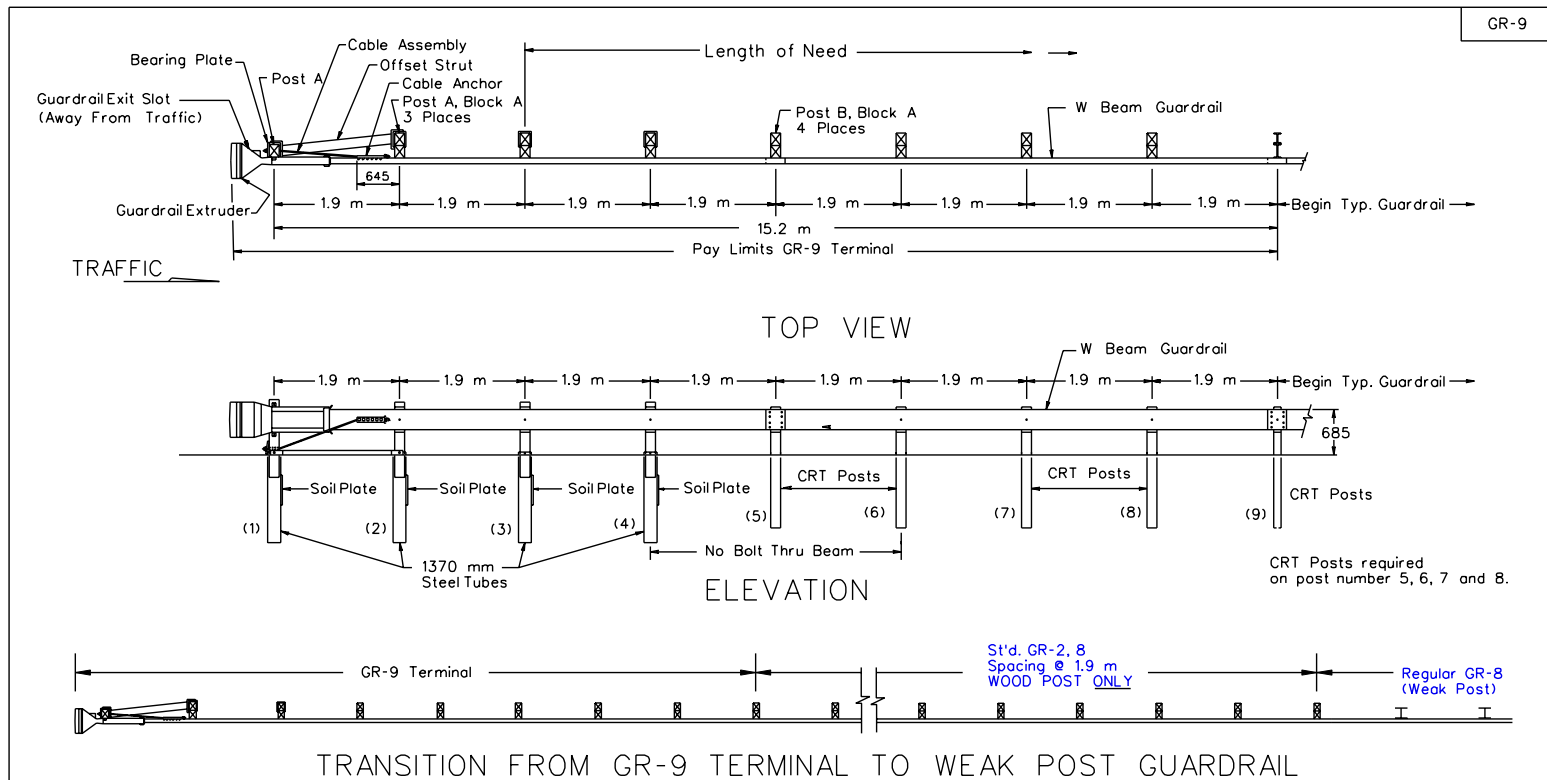 GR-9
Cable Assembly
Length of Need
Bearing Plate
Offset Strut
Post A
Cable Anchor
Guardrail Exit Slot
(Away From Traffic)
Post A, Block A
3 Places
Post B, Block A
4 Places
W Beam Guardrail
645
Guardrail Extruder
1.9 m
1.9 m
1.9 m
1.9 m
1.9 m
1.9 m
1.9 m
1.9 m
Begin Typ. Guardrail
15.2 m
Pay Limits GR-9 Terminal
TRAFFIC
TOP VIEW
W Beam Guardrail
1.9 m
1.9 m
1.9 m
1.9 m
1.9 m
1.9 m
1.9 m
1.9 m
Begin Typ. Guardrail
685
Soil Plate
Soil Plate
Soil Plate
Soil Plate
CRT Posts
CRT Posts
CRT Posts
(1)
(2)
(3)
(4)
(5)
(6)
(7)
(8)
(9)
No Bolt Thru Beam
1370 mm
Steel Tubes
CRT Posts required
on post number 5, 6, 7 and 8.
ELEVATION
GR-9 Terminal
St'd. GR-2, 8
Spacing @ 1.9 m
WOOD POST ONLY
Regular GR-8
(Weak Post)
TRANSITION FROM GR-9 TERMINAL TO WEAK POST GUARDRAIL